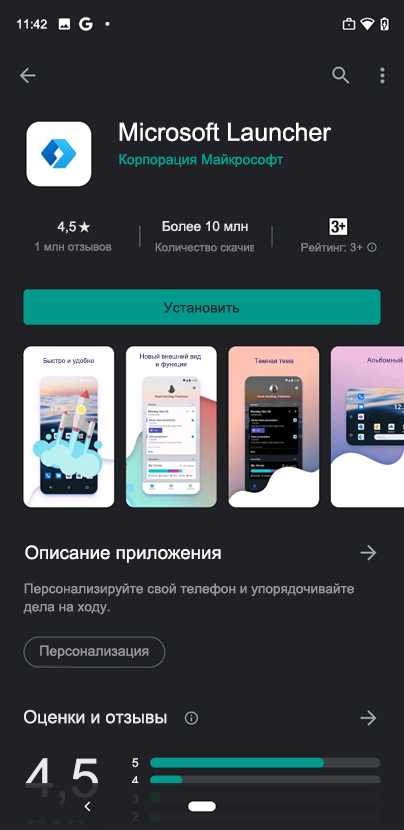 11:42
Microsoft Launcher
Корпорация Майкрософт
4,5★
1 млн отзывов
Более 10 млн
Количество скачив
3+
Рейтинг: 3+
Установить
Быстро и удобно
Новый внешний вид
и функции
Темная тема
Альбомный
Описание приложения
Персонализируйте свой телефон и упорядочивайте
дела на ходу.
Персонализация
Оценки и отзывы
4,5
5
4
3
2